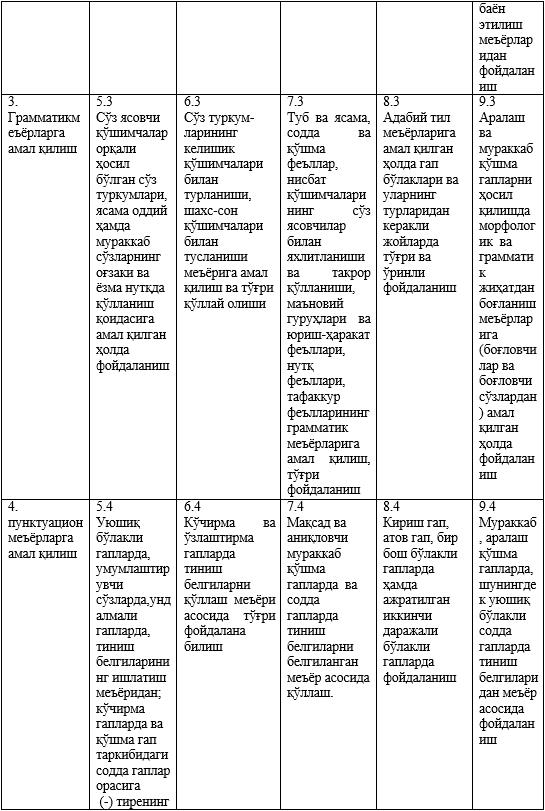 баён
этилиш
меъёрлар
идан
фойдалан
иш
3.
Грамматикм
еъёрларга
амал қилиш
5.3
Сўз ясовчи
қўшимчалар
орқали
ҳосил
бўлган сўз
туркумлари,
ясама оддий
ҳамда
мураккаб
сўзларнинг
оғзаки ва
ёзма нутқда
қўлланиш
қоидасига
амал қилган
ҳолда
фойдаланиш
6.3
Сўз туркум-
ларининг
келишик
қўшимчалари
билан
турланиши,
шахс-сон
қўшимчалари
билан
тусланиши
меъёрига амал
қилиш ва тўғри
қўллай олиши
7.3
Туб ва ясама,
содда ва
қўшма
феъллар,
нисбат
қўшимчалари
нинг сўз
ясовчилар
билан
яхлитланиши
ва такрор
қўлланиши,
маъновий
гуруҳлари ва
юриш-ҳаракат
феъллари,
нутқ
феъллари,
тафаккур
феълларининг
грамматик
меъёрларига
амал қилиш,
тўғри
фойдаланиш
8.3
Адабий тил
меъёрларига
амал қилган
ҳолда гап
бўлаклари ва
уларнинг
турларидан
керакли
жойларда
тўғри ва
ўринли
фойдаланиш
9.3
Аралаш
ва
мураккаб
қўшма
гапларни
ҳосил
қилишда
морфолог
ик ва
граммати
к
жиҳатдан
боғланиш
меъёрлар
ига
(боғловчи
лар ва
боғловчи
сўзлардан
) амал
қилган
ҳолда
фойдалан
иш
4.
пунктуацион
меъёрларга
амал қилиш
5.4
Уюшиқ
бўлакли
гапларда,
умумлаштир
увчи
сўзларда,унд
алмали
гапларда,
тиниш
белгиларини
нг ишлатиш
меъёридан;
кўчирма
гапларда ва
қўшма гап
таркибидаги
содда гаплар
орасига
(-) тиренинг
6.4
Кўчирма ва
ўзлаштирма
гапларда
тиниш
белгиларни
қўллаш меъёри
асосида тўғри
фойдалана
билиш
7.4
Мақсад ва
аниқловчи
мураккаб
қўшма
гапларда ва
содда
гапларда
тиниш
белгиларни
белгиланган
меъёр асосида
қўллаш.
8.4
Кириш гап,
атов гап, бир
бош бўлакли
гапларда
ҳамда
ажратилган
иккинчи
даражали
бўлакли
гапларда
фойдаланиш
9.4
Мураккаб
, аралаш
қўшма
гапларда,
шунингде
к уюшиқ
бўлакли
содда
гапларда
тиниш
белгилари
дан меъёр
асосида
фойдалан
иш